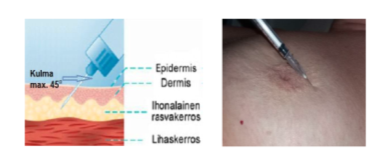 Kulma
max. 45°
Epidermis
Dermis
Ihonalainen
rasvakerros
Lihaskerros